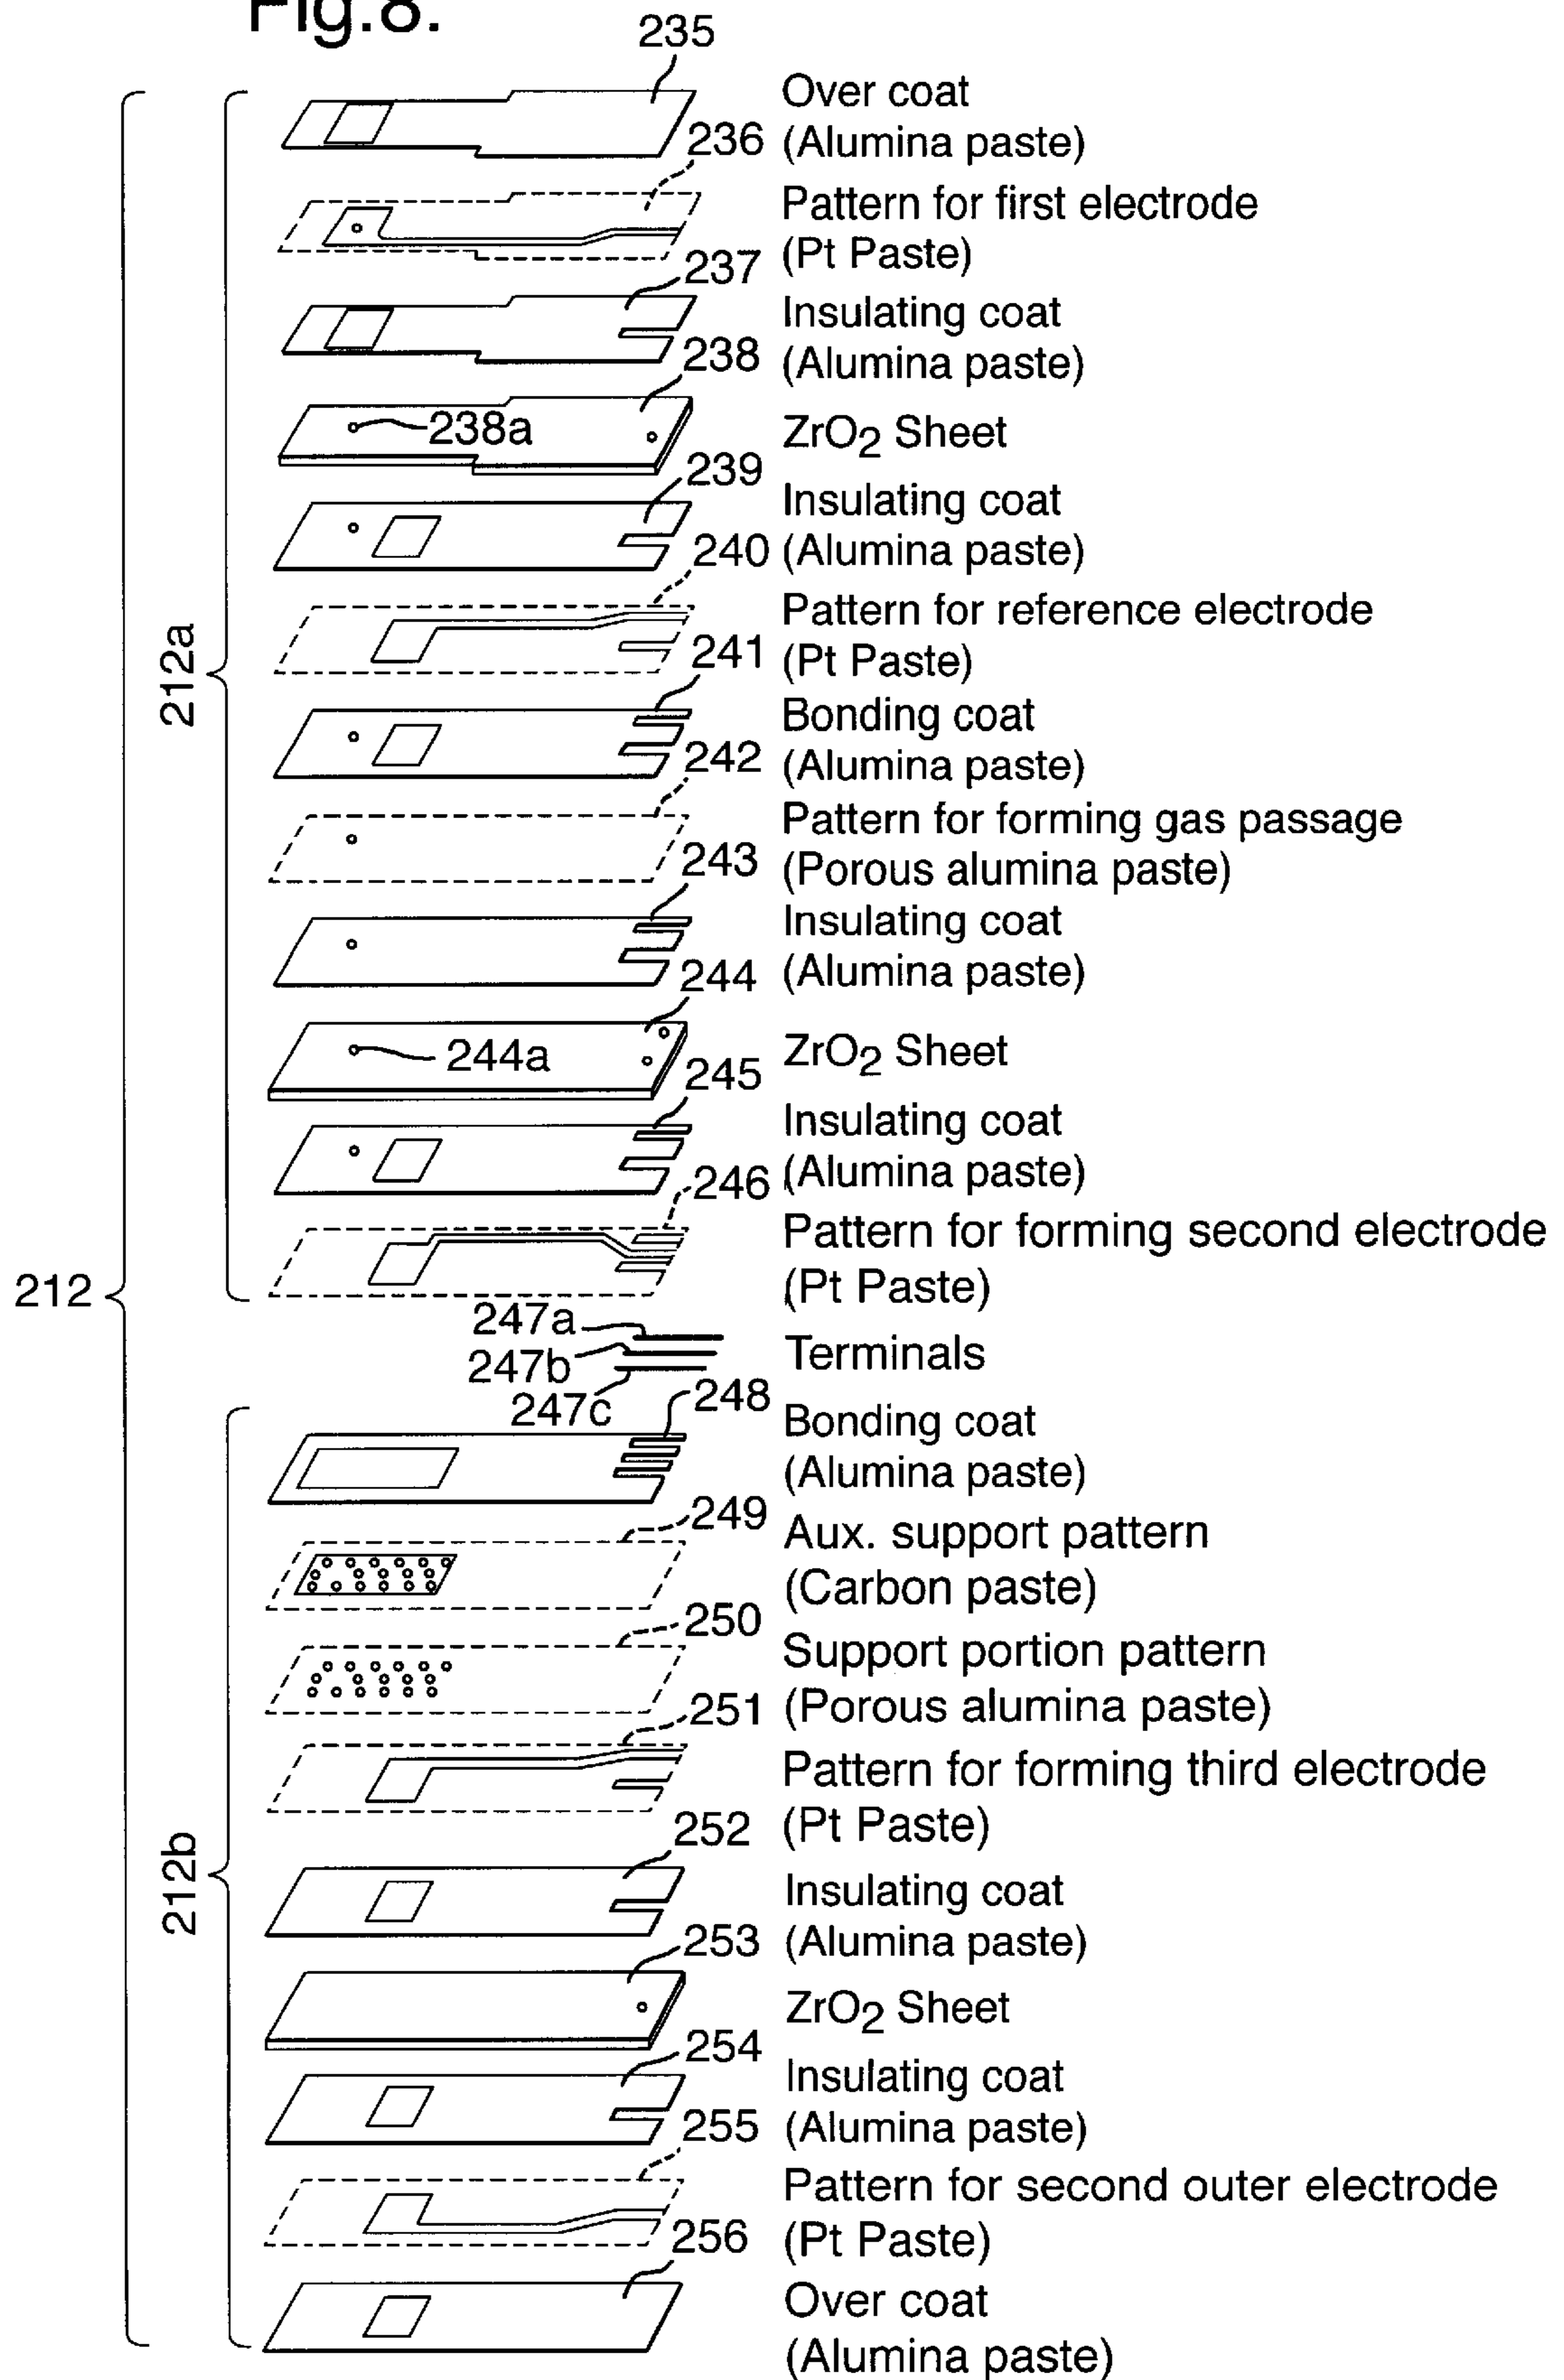 Fig.8.
235
Over coat
(Alumina paste)
236
Pattern for first electrode
(Pt Paste)
237
Insulating coat
(Alumina paste)
238
238a
ZrO2 Sheet
239
Insulating coat
(Alumina paste)
240
Pattern for reference electrode
(Pt Paste)
241
Bonding coat
(Alumina paste)
212a
242
Pattern for forming gas passage
(Porous alumina paste)
243
Insulating coat
(Alumina paste)
244
244a
ZrO2 Sheet
245
Insulating coat
(Alumina paste)
246
Pattern for forming second electrode
(Pt Paste)
212
247a
247b
247c
Terminals
248
Bonding coat
(Alumina paste)
249
Aux. support pattern
(Carbon paste)
250
Support portion pattern
(Porous alumina paste)
251
Pattern for forming third electrode
(Pt Paste)
212b
252
Insulating coat
(Alumina paste)
253
ZrO2 Sheet
254
Insulating coat
(Alumina paste)
255
Pattern for second outer electrode
(Pt Paste)
256
Over coat
(Alumina paste)